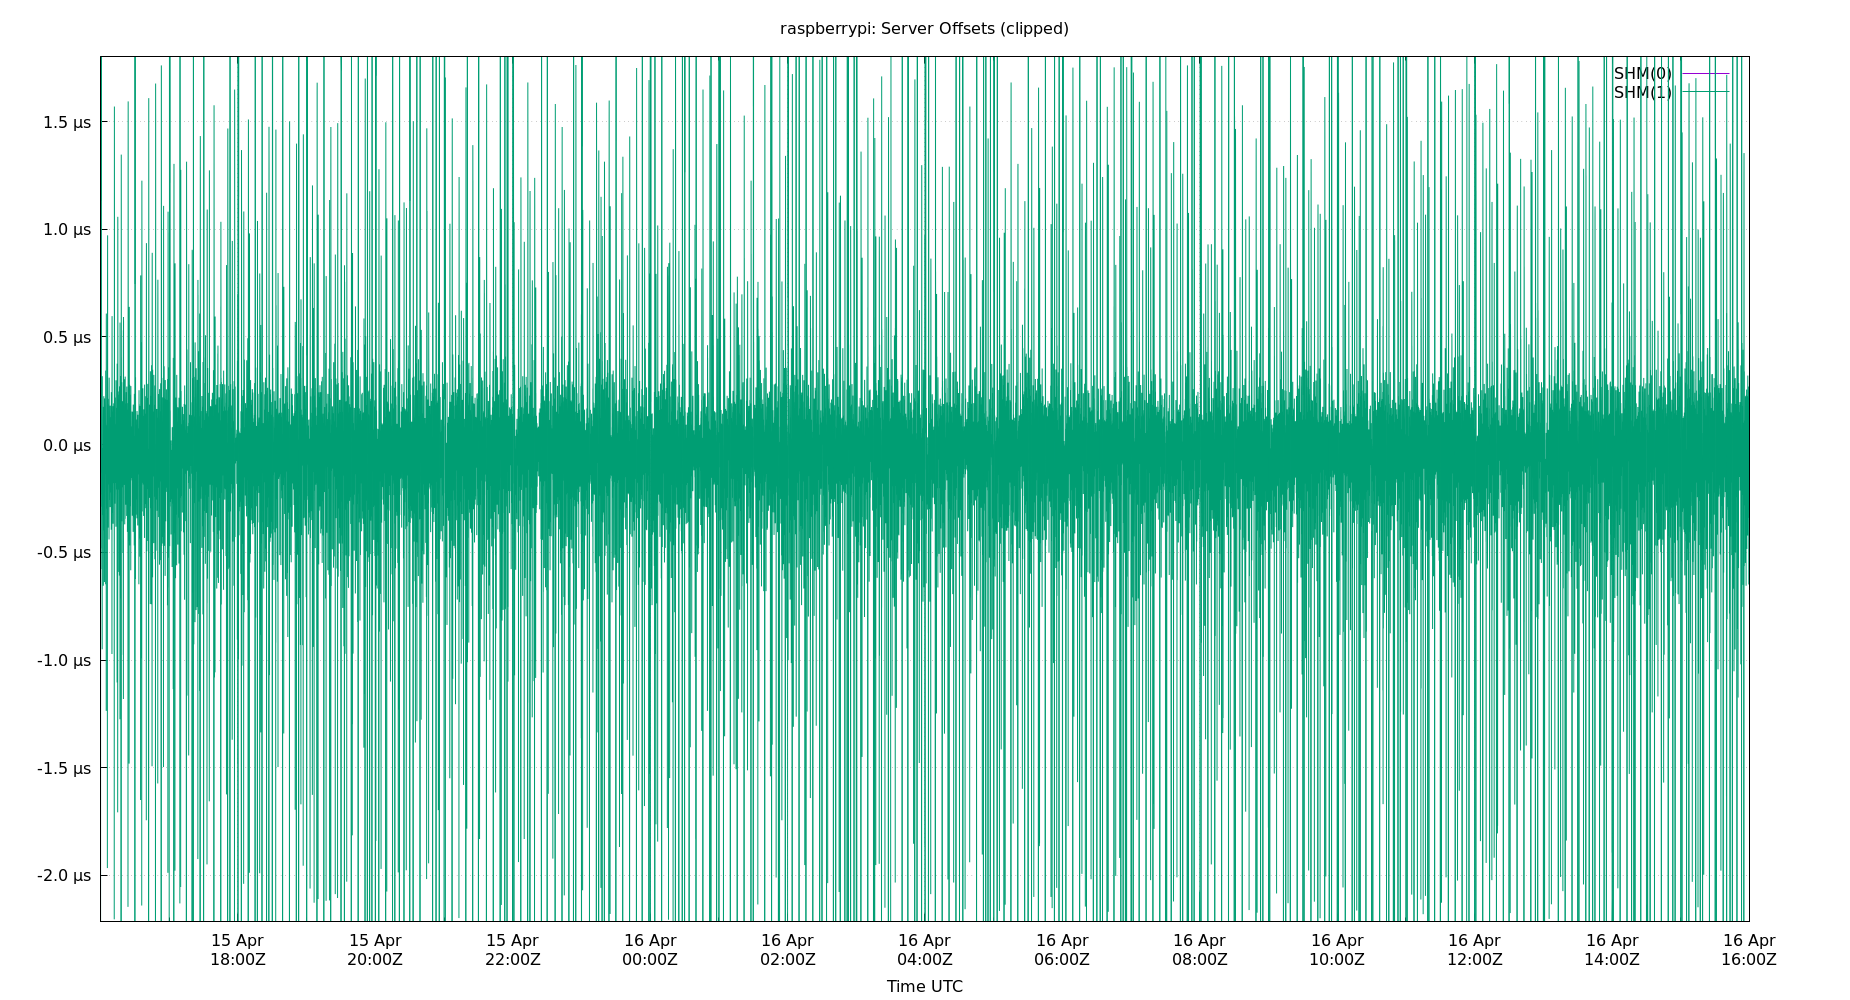 raspberrypi: Server Offsets (clipped)
SHM(0)
SHM(1)
1.5 µs
1.0 µs
0.5 µs
0.0 µs
-0.5 µs
-1.0 µs
-1.5 µs
-2.0 µs
15 Apr 15 Apr 15 Apr 16 Apr 16 Apr 16 Apr 16 Apr 16 Apr 16 Apr 16 Apr 16 Apr 16 Apr
18:00Z 20:00Z 22:00Z 00:00Z 02:00Z 04:00Z 06:00Z 08:00Z 10:00Z 12:00Z 14:00Z 16:00Z
Time UTC